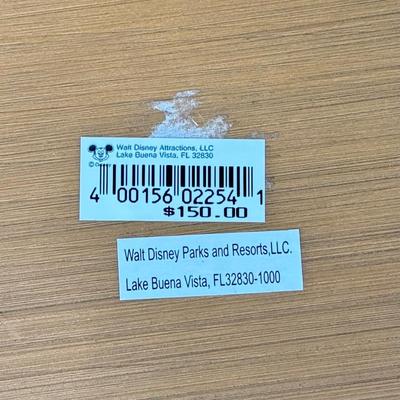 Walt Disney Attractions, LLC
Lake Buena Vista, FL 32830
4 00156 02254 1
$150.00
Walt Disney Parks and Resorts,LLC.
Lake Buena Vista, FL32830-1000